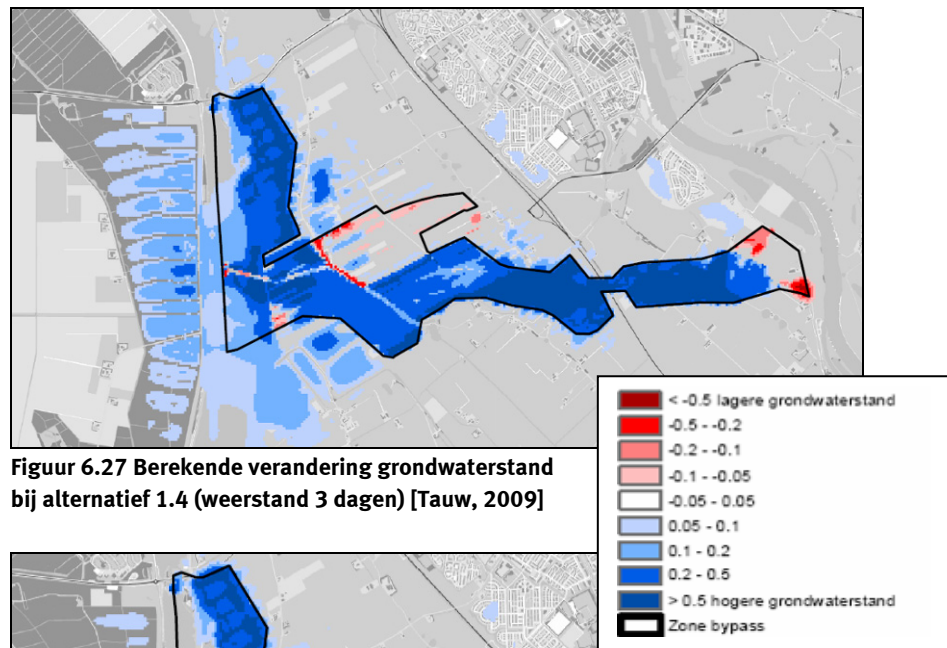 Figuur 6.27 Berekende verandering grondwaterstand
bij alternatief 1.4 (weerstand 3 dagen) [Tauw, 2009]
< -0.5 lagere grondwaterstand
-0.5 - -0.2
-0.2 - -0.1
-0.1 - -0.05
-0.05 - 0.05
0.05 - 0.1
0.1 - 0.2
0.2 - 0.5
> 0.5 hogere grondwaterstand
Zone bypass